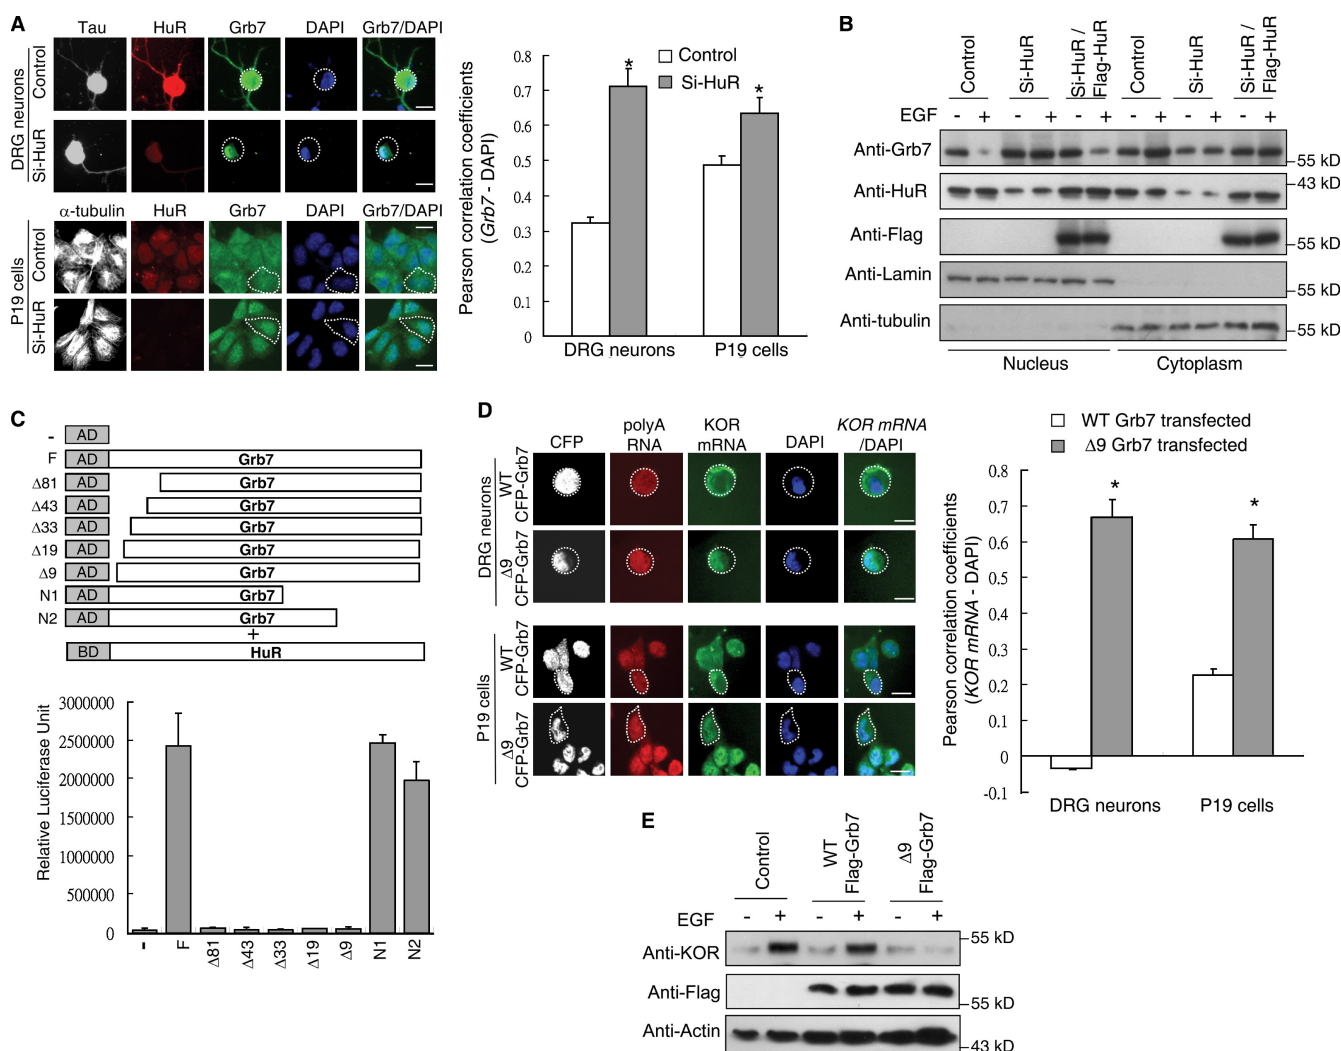 A
Tau HuR Grb7 DAPI Grb7/DAPI
DRG neurons
Control
Si-HuR
α-tubulin HuR Grb7 DAPI Grb7/DAPI
P19 cells
Control
Si-HuR
Pearson correlation coefficients
(Grb7 - DAPI)
0.8
0.7
0.6
0.5
0.4
0.3
0.2
0.1
0
Control
Si-HuR
* *
DRG neurons P19 cells
B
Control Si-HuR Si-HuR / Flag-HuR Control Si-HuR Si-HuR / Flag-HuR
EGF - + - + - + - + - + - +
Anti-Grb7 55 kD
Anti-HuR 43 kD
Anti-Flag 55 kD
Anti-Lamin 55 kD
Anti-tubulin 55 kD
Nucleus Cytoplasm
C
- AD
F AD Grb7
Δ81 AD Grb7
Δ43 AD Grb7
Δ33 AD Grb7
Δ19 AD Grb7
Δ9 AD Grb7
N1 AD Grb7
N2 AD Grb7
+
BD HuR
Relative Luciferase Unit
3000000
2500000
2000000
1500000
1000000
500000
0
- F Δ81 Δ43 Δ33 Δ19 Δ9 N1 N2
D
CFP polyA RNA KOR mRNA DAPI KOR mRNA /DAPI
DRG neurons
WT CFP-Grb7
Δ9 CFP-Grb7
P19 cells
WT CFP-Grb7
Δ9 CFP-Grb7
WT Grb7 transfected
Δ9 Grb7 transfected
Pearson correlation coefficients
(KOR mRNA - DAPI)
0.8
0.7
0.6
0.5
0.4
0.3
0.2
0.1
0
-0.1
* *
DRG neurons P19 cells
E
Control WT Flag-Grb7 Δ9 Flag-Grb7
EGF - + - + - +
Anti-KOR 55 kD
Anti-Flag 55 kD
Anti-Actin 43 kD